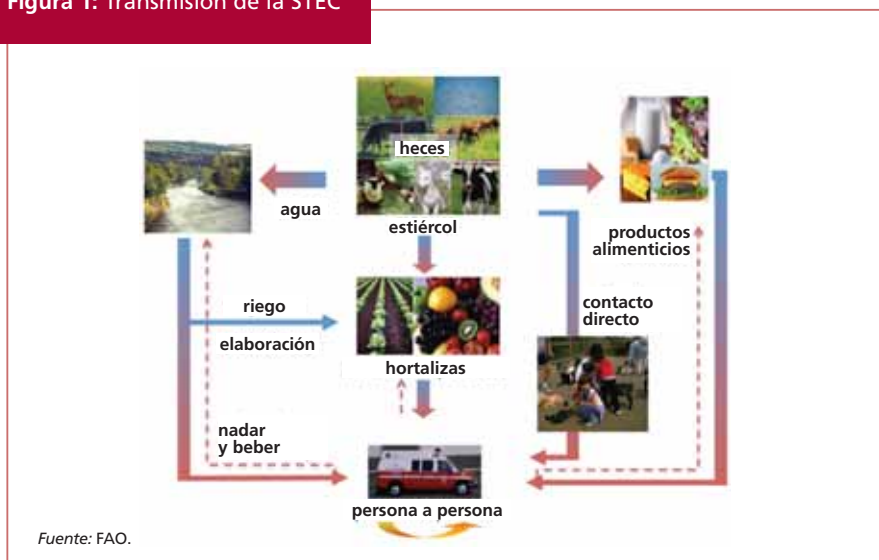 Figura 1: Transmisión de la STEC
heces
agua
estiércol
productos
alimenticios
riego
elaboración
contacto
directo
hortalizas
nadar
y beber
persona a persona
Fuente: FAO.